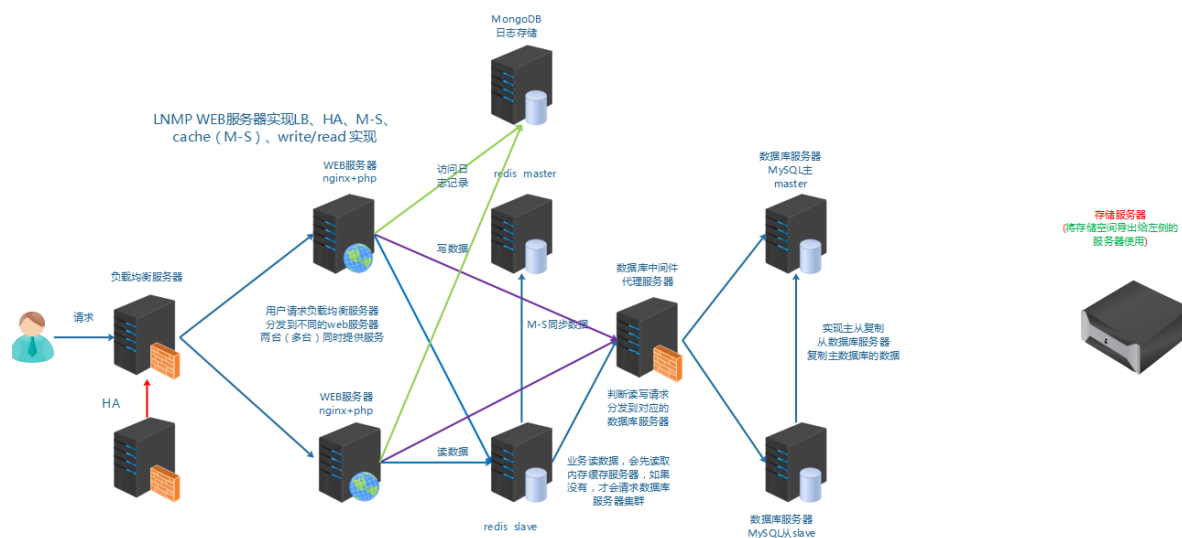 MongoDB
日志存储
LNMP WEB服务器实现LB、HA、M-S、
cache（M-S）、write/read 实现
WEB服务器
nginx+php
访问日
志记录
redis master
数据库服务器
MySQL主
master
存储服务器
(将存储空间导出给左侧的
服务器使用)
写数据
负载均衡服务器
数据库中间件
代理服务器
请求
用户请求负载均衡服务器
分发到不同的web服务器
两台（多台）同时提供服务
M-S同步数据
实现主从复制
从数据库服务器
复制主数据库的数据
HA
WEB服务器
nginx+php
判断读写请求
分发到对应的
数据库服务器
读数据
业务读数据，会先读取
内存缓存服务器，如果
没有，才会请求数据库
服务器集群
redis slave
数据库服务器
MySQL从slave